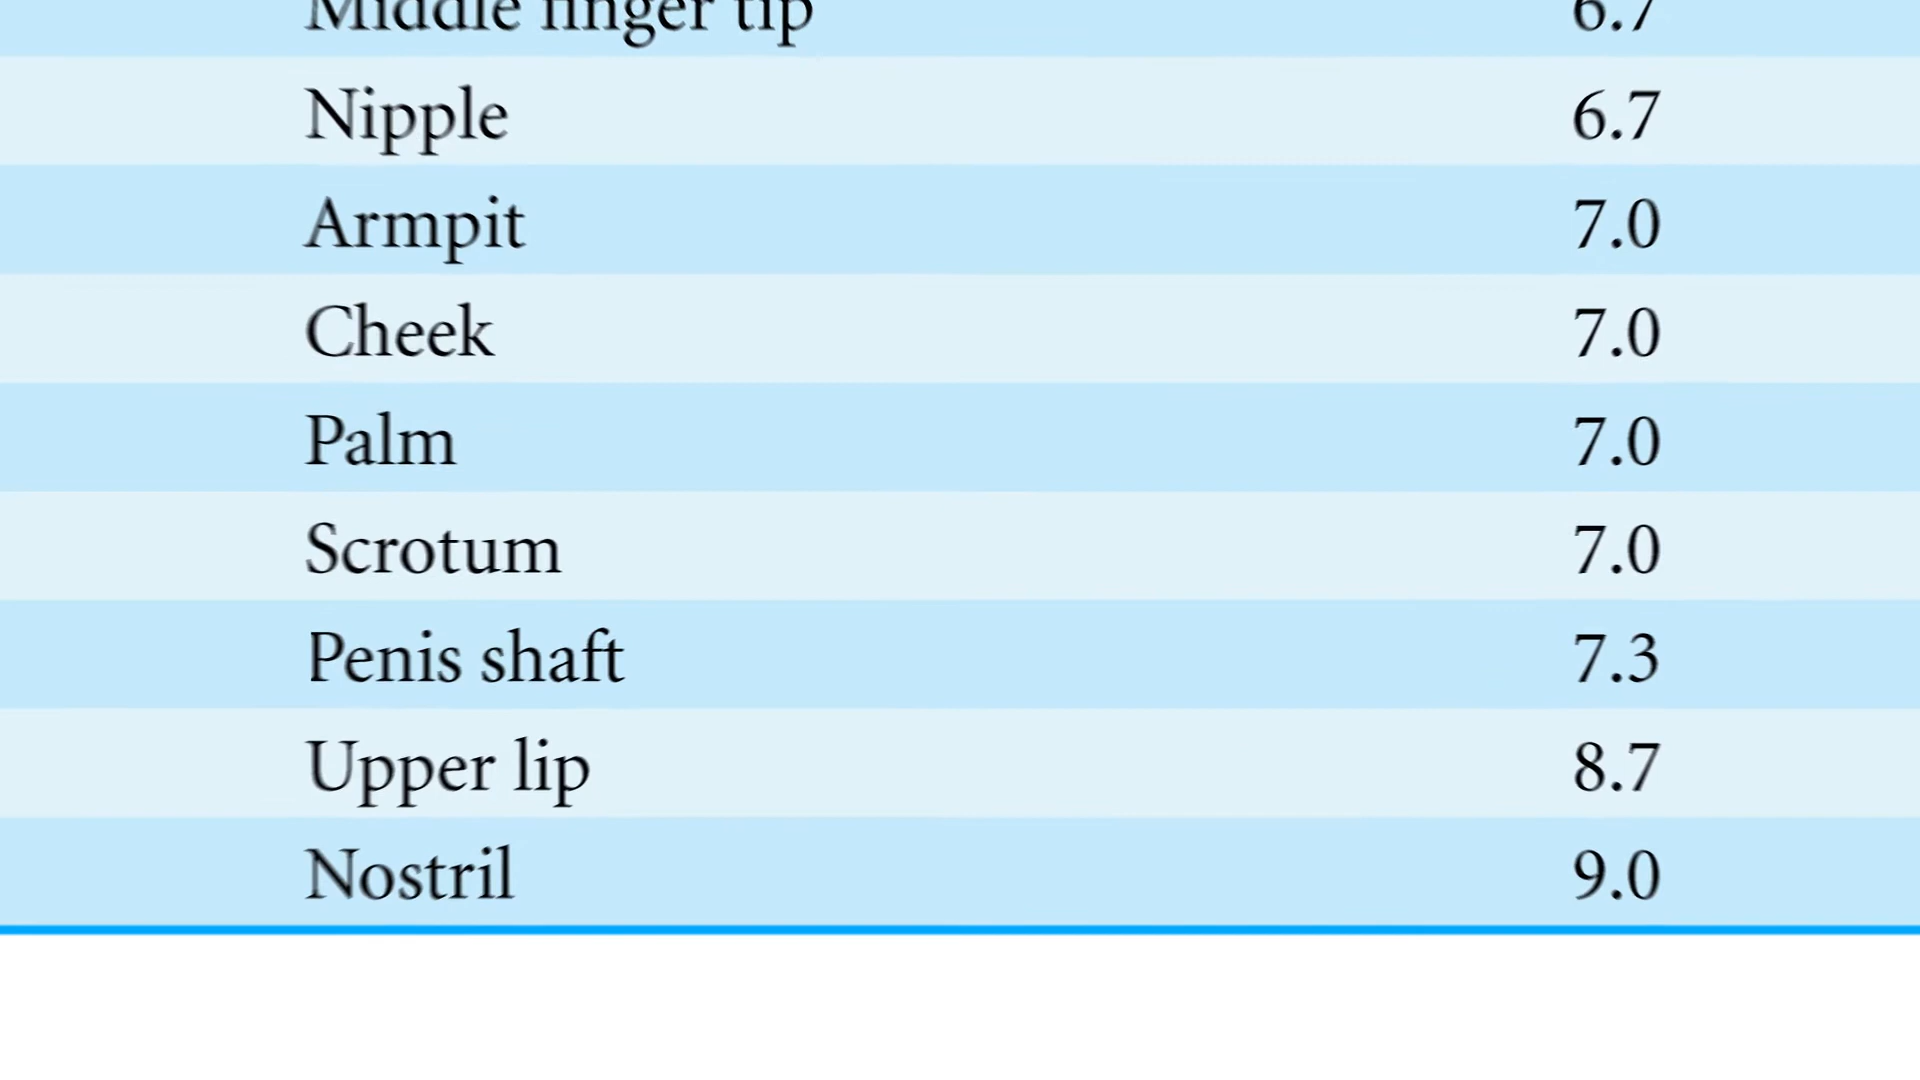 Middle finger tip 6.7
Nipple 6.7
Armpit 7.0
Cheek 7.0
Palm 7.0
Scrotum 7.0
Penis shaft 7.3
Upper lip 8.7
Nostril 9.0